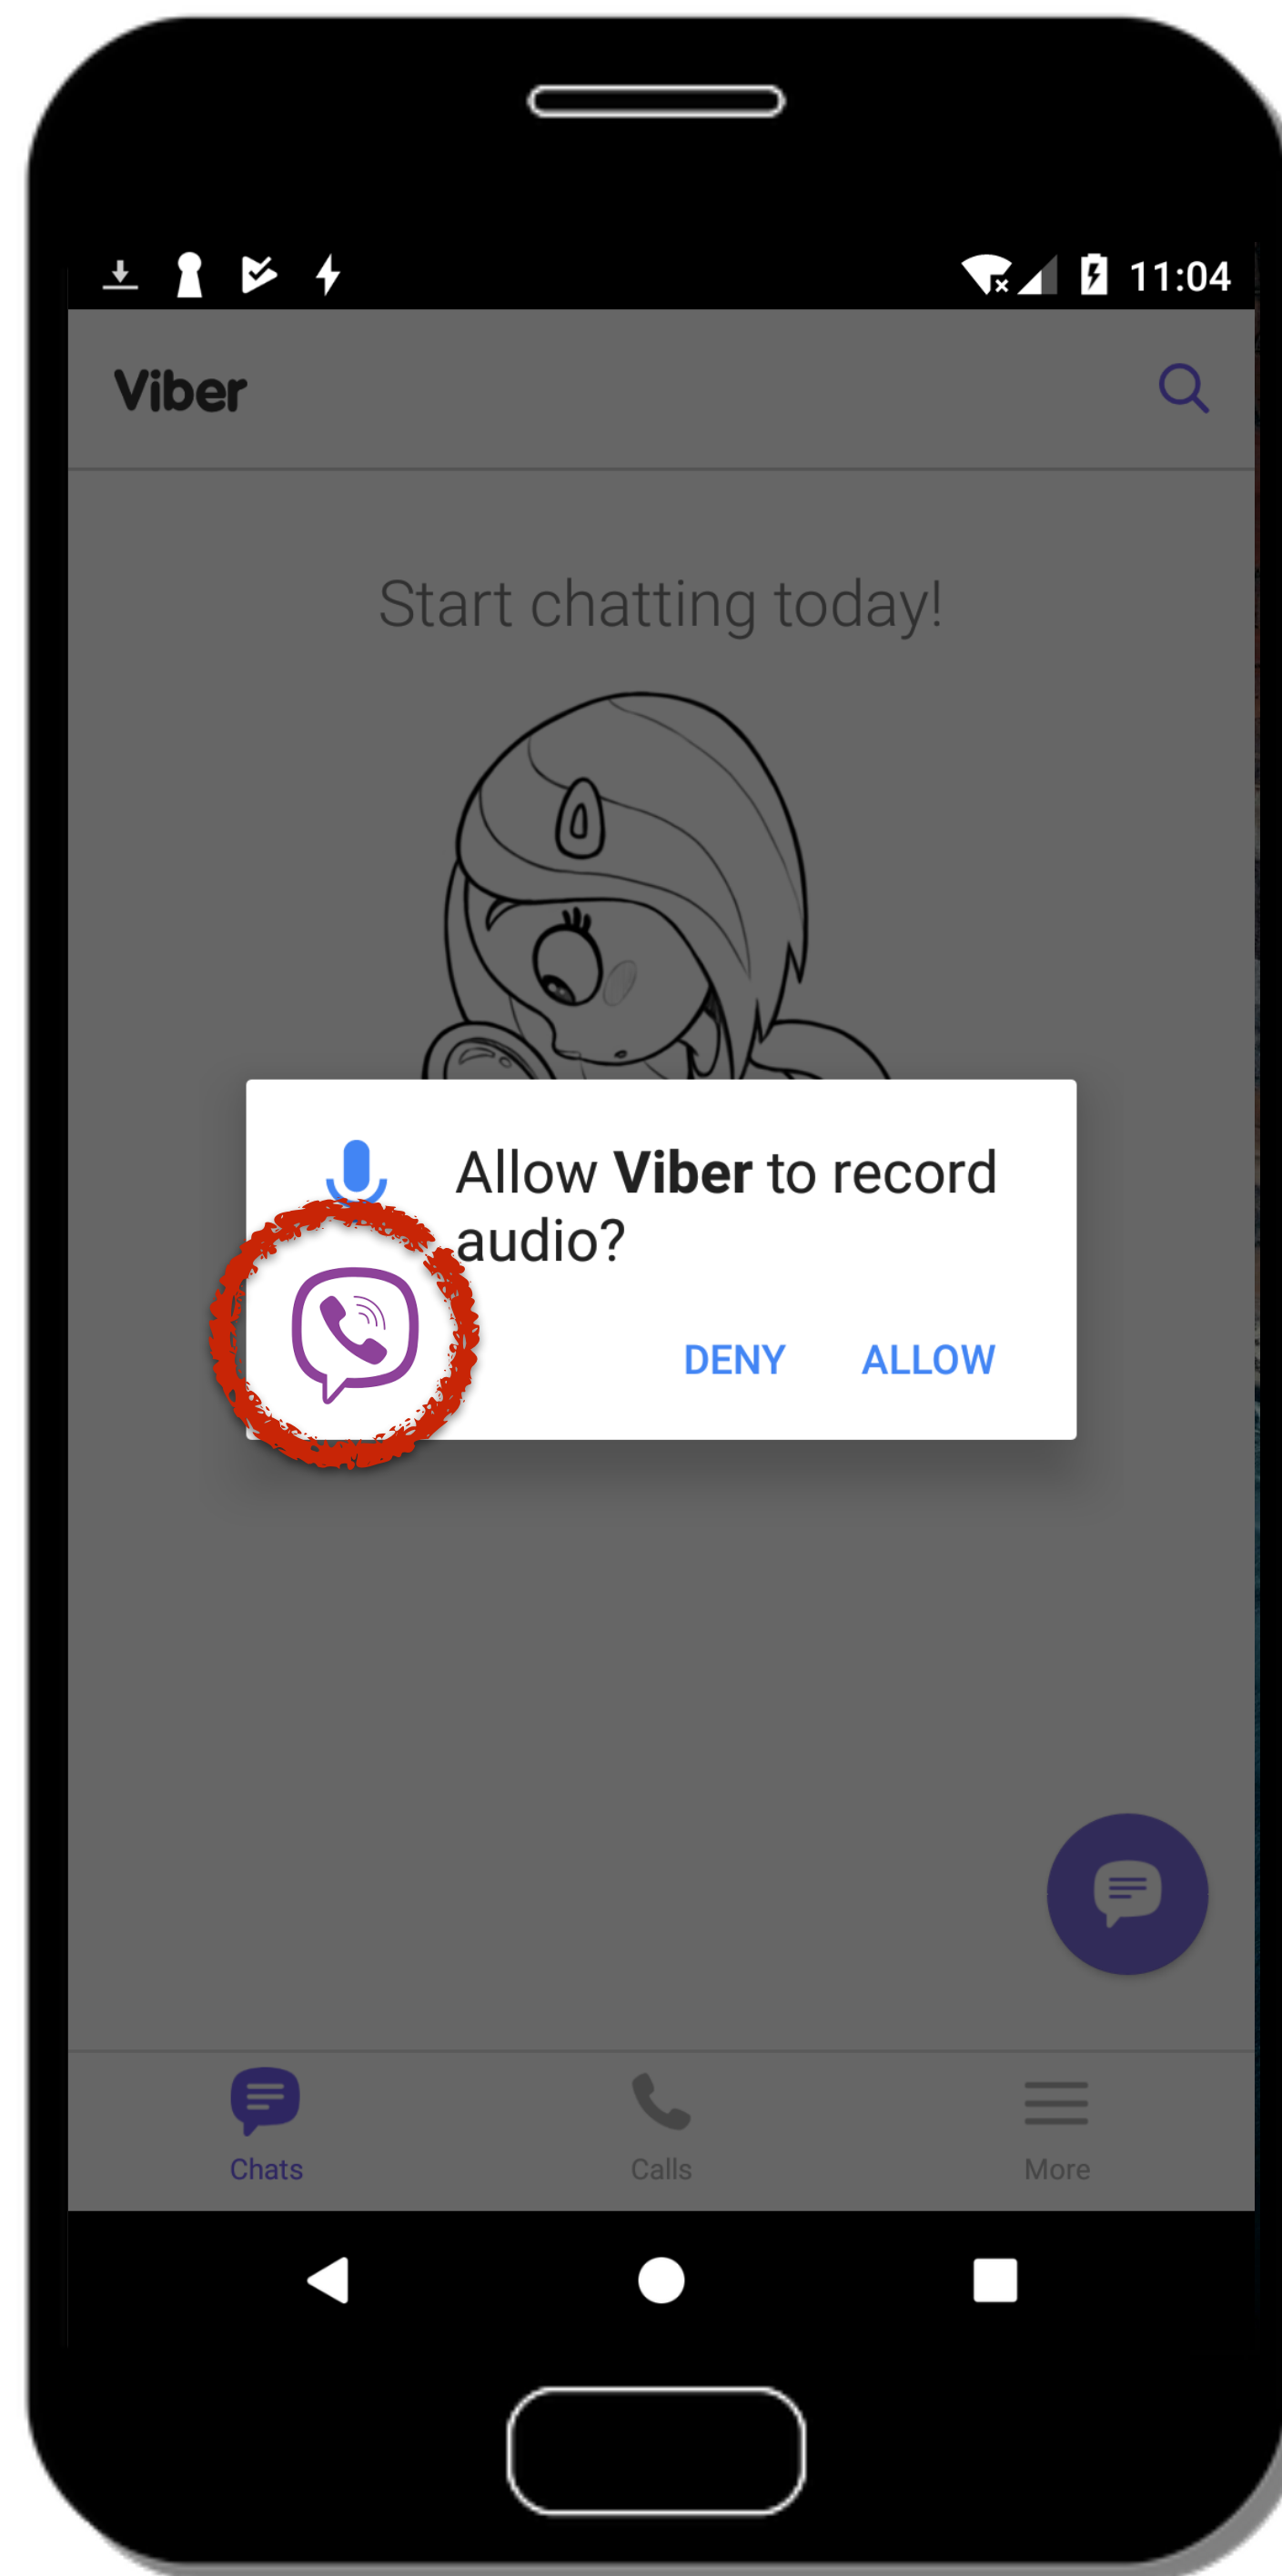 11:04
Viber
Start chatting today!
Allow Viber to record
audio?
DENY ALLOW
Chats Calls More